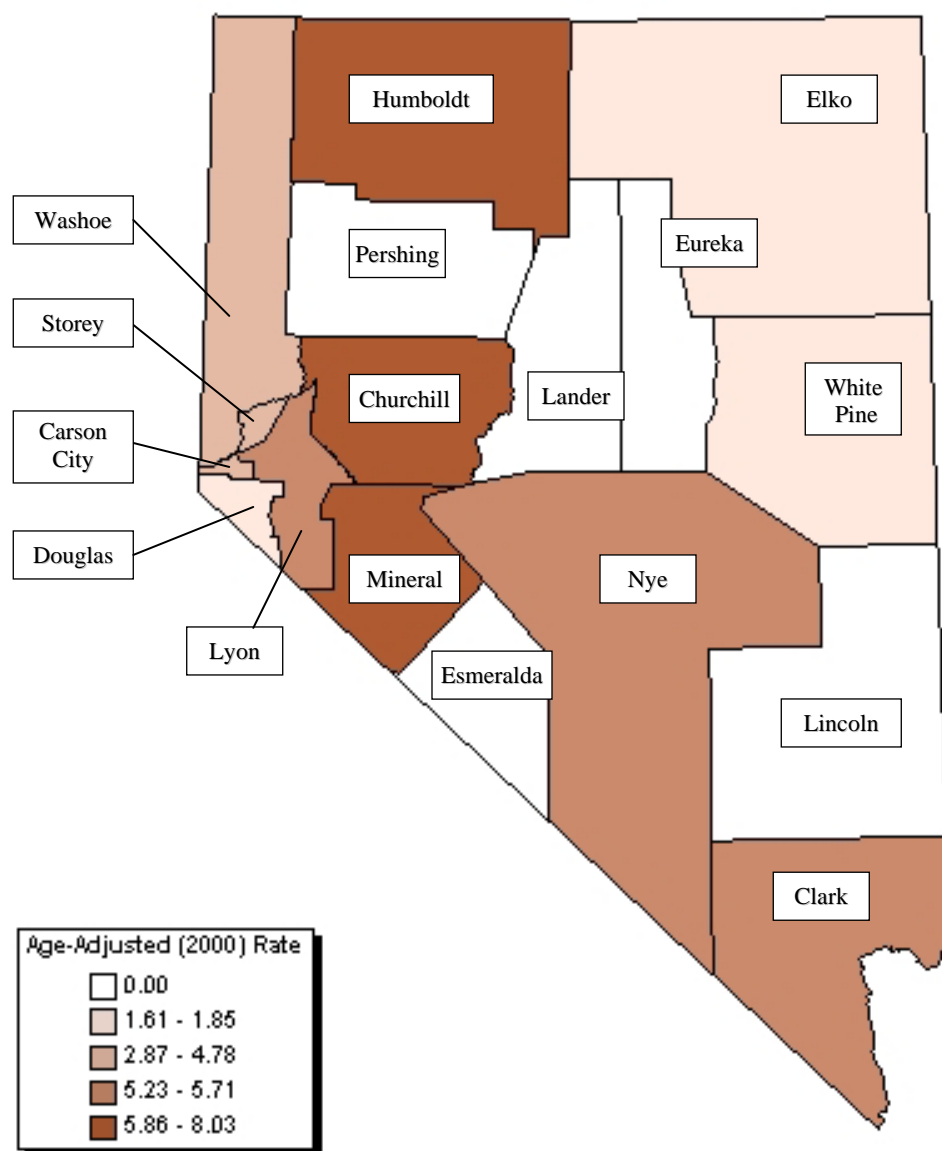 Humboldt
Elko
Washoe
Pershing
Eureka
Storey
Churchill
Lander
White
Pine
Carson
City
Douglas
Mineral
Nye
Lyon
Esmeralda
Lincoln
Clark
Age-Adjusted (2000) Rate
0.00
1.61 - 1.85
2.87 - 4.78
5.23 - 5.71
5.86 - 8.03